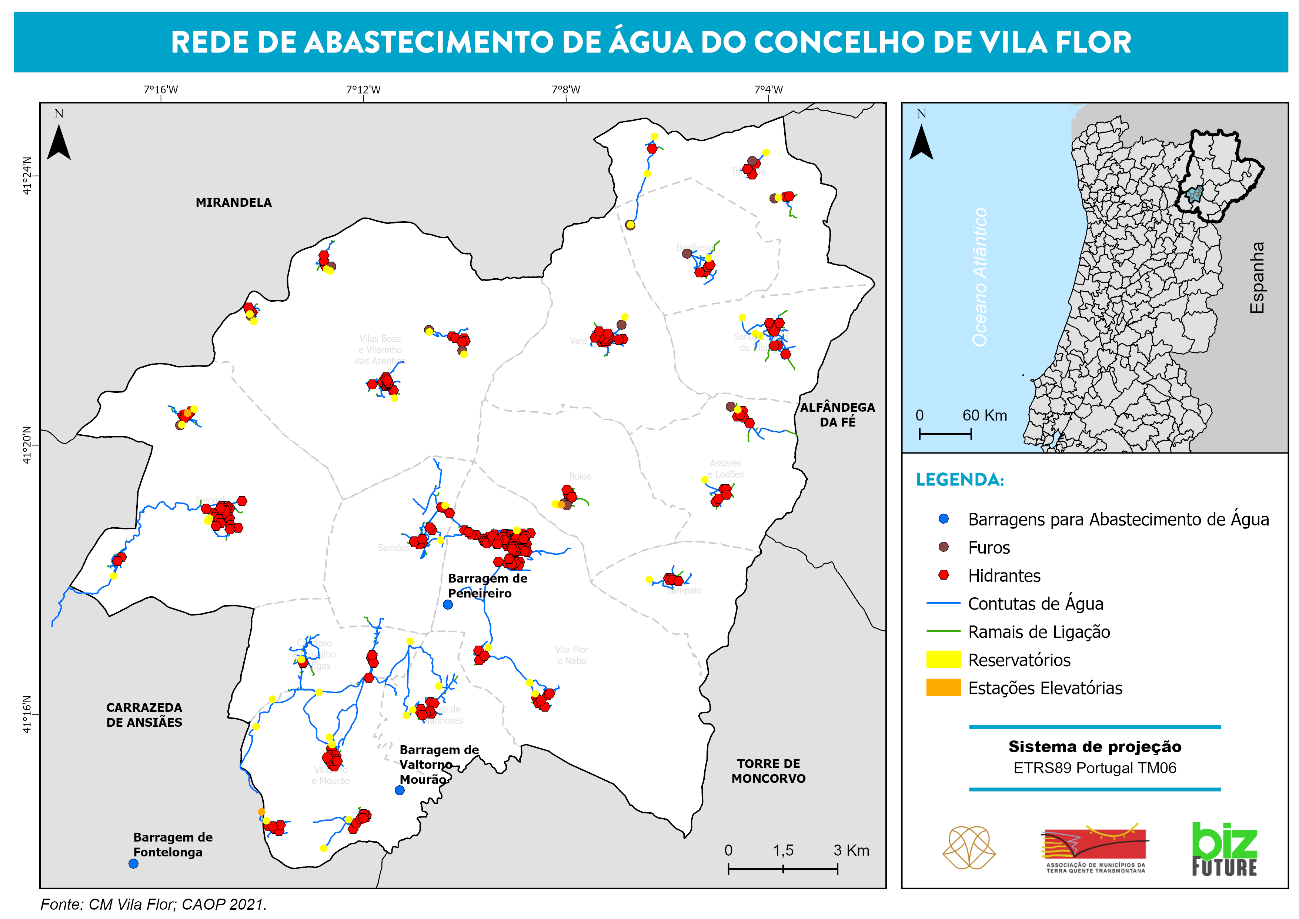 REDE DE ABASTECIMENTO DE ÁGUA DO CONCELHO DE VILA FLOR
7°16'W
7°12'W
7°8'W
7°4'W
41°24'N
41°20'N
41°16'N
N
MIRANDELA
Vilas Boas
e Vilarinho
das Azenhas
Vale
ALFÂNDEGA
DA FÉ
Assares
e Lodões
Roios
Samões
Sampaio
Barragem de
Peneireiro
Vila Flor
e Nabo
CARRAZEDA
DE ANSIÃES
Barragem de
Valtorno
Mourão
e Mourão
TORRE DE
MONCORVO
Barragem de
Fontelonga
0 1,5 3 Km
N
Oceano Atlântico
Espanha
0 60 Km
LEGENDA:
Barragens para Abastecimento de Água
Furos
Hidrantes
Contutas de Água
Ramais de Ligação
Reservatórios
Estações Elevatórias
Sistema de projeção
ETRS89 Portugal TM06
ASSOCIAÇÃO DE MUNICÍPIOS DA
TERRA QUENTE TRANSMONTANA
biz
FUTURE
Fonte: CM Vila Flor; CAOP 2021.